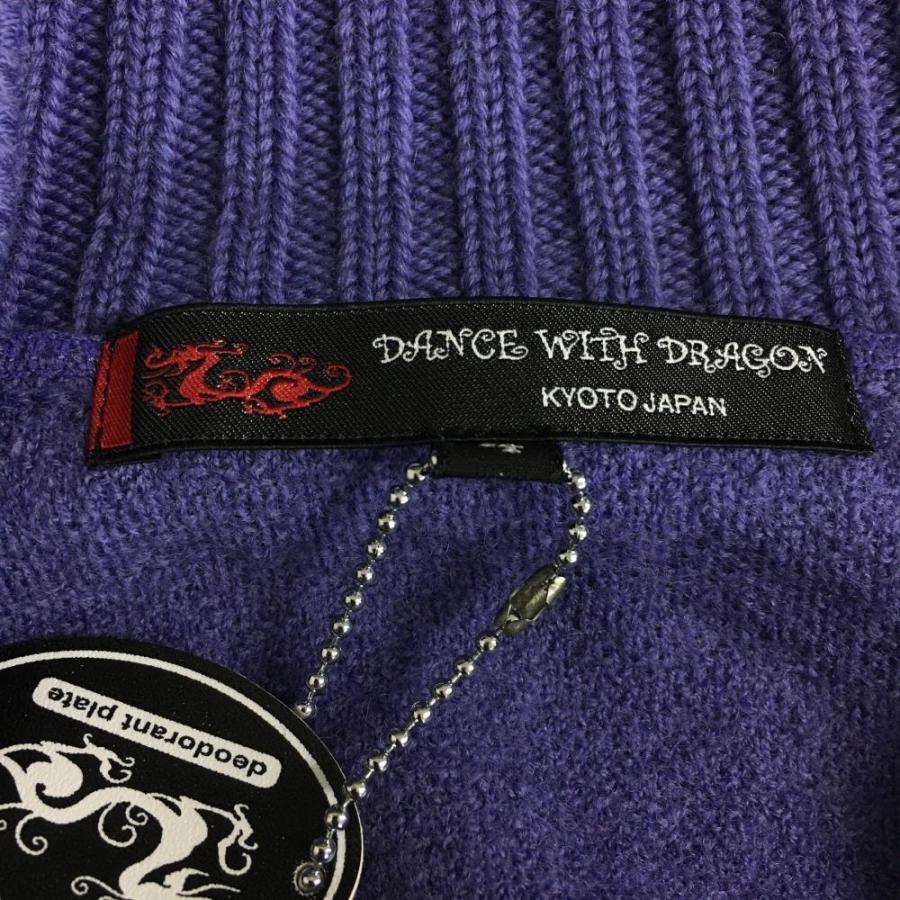 DANCE WITH DRAGON
KYOTO JAPAN
deodorant plate